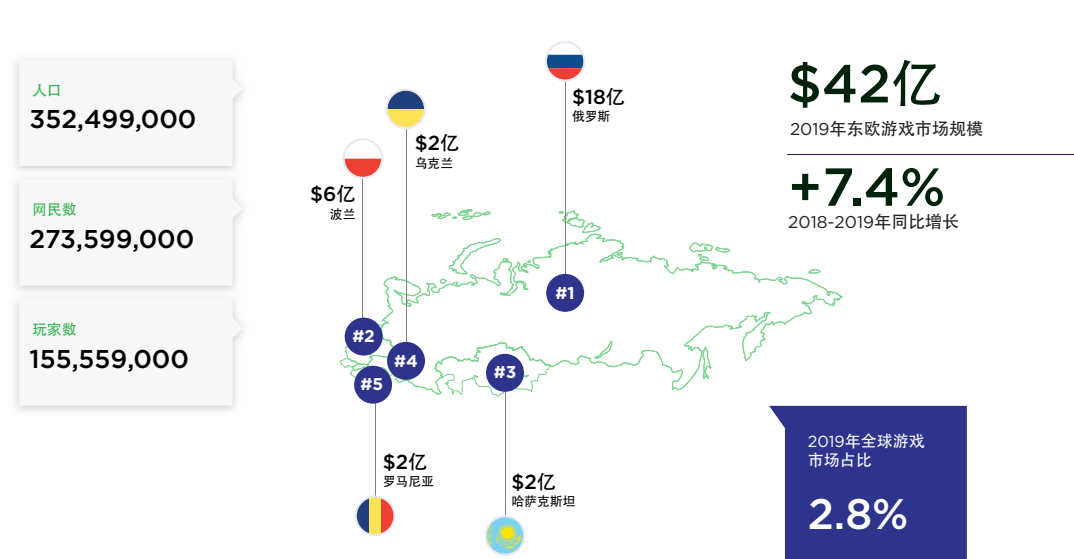 人口
352,499,000
网民数
273,599,000
玩家数
155,559,000
$18亿
俄罗斯
$2亿
乌克兰
$6亿
波兰
#1
#2
#4
#3
#5
$2亿
罗马尼亚
$2亿
哈萨克斯坦
$42亿
2019年东欧游戏市场规模
+7.4%
2018-2019年同比增长
2019年全球游戏
市场占比
2.8%